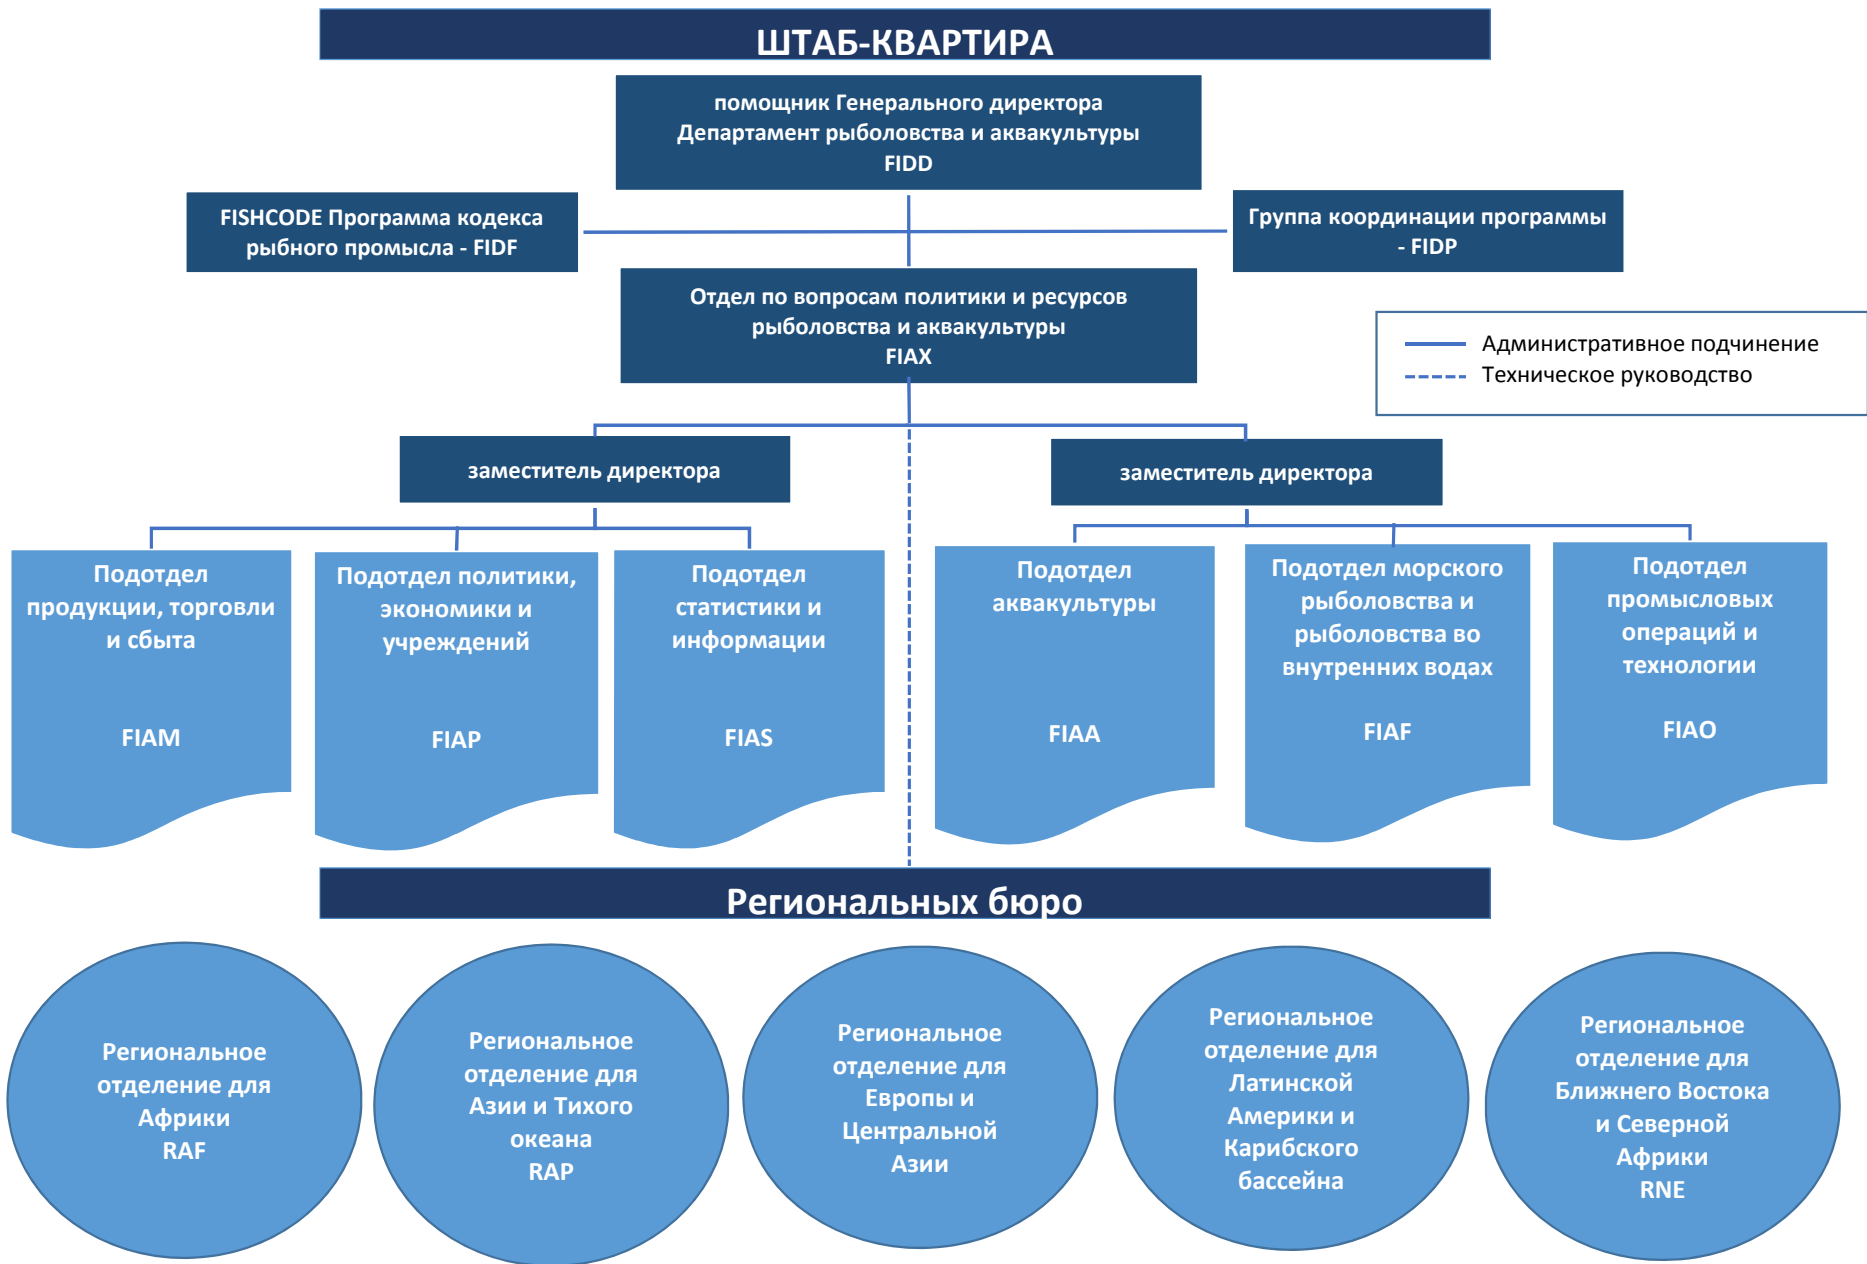 ШТАБ-КВАРТИРА
помощник Генерального директора
Департамент рыболовства и аквакультуры
FIDD
FISHCODE Программа кодекса
рыбного промысла - FIDF
Группа координации программы
- FIDP
Отдел по вопросам политики и ресурсов
рыболовства и аквакультуры
FIAX
Административное подчинение
Техническое руководство
заместитель директора
заместитель директора
Подотдел
продукции, торговли
и сбыта
FIAM
Подотдел политики,
экономики и
учреждений
FIAP
Подотдел
статистики и
информации
FIAS
Подотдел
аквакультуры
FIAA
Подотдел морского
рыболовства и
рыболовства во
внутренних водах
FIAF
Подотдел
промысловых
операций и
технологии
FIAO
Региональных бюро
Региональное
отделение для
Африки
RAF
Региональное
отделение для
Азии и Тихого
океана
RAP
Региональное
отделение для
Европы и
Центральной
Азии
Региональное
отделение для
Латинской
Америки и
Карибского
бассейна
Региональное
отделение для
Ближнего Востока
и Северной
Африки
RNE